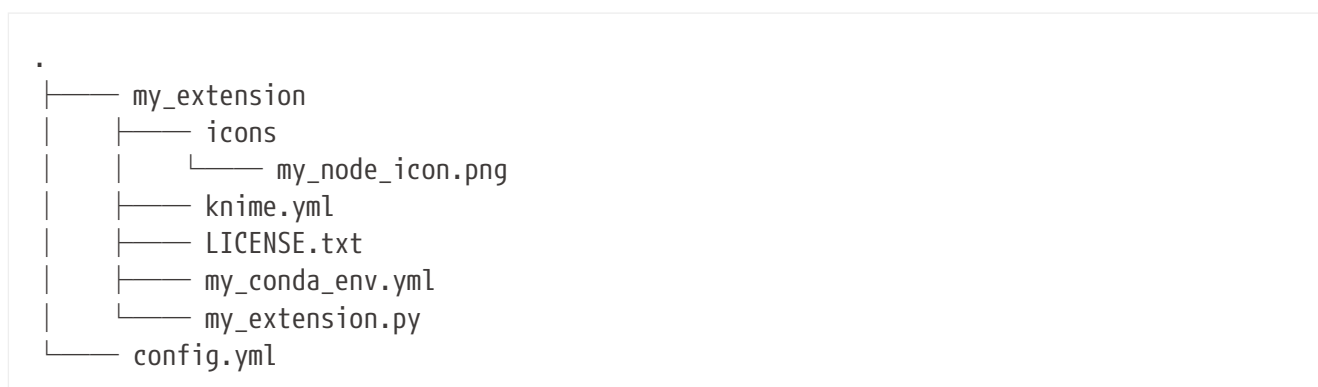 .
├── my_extension
│   ├── icons
│   │   └── my_node_icon.png
│   ├── knime.yml
│   ├── LICENSE.txt
│   ├── my_conda_env.yml
│   └── my_extension.py
└── config.yml